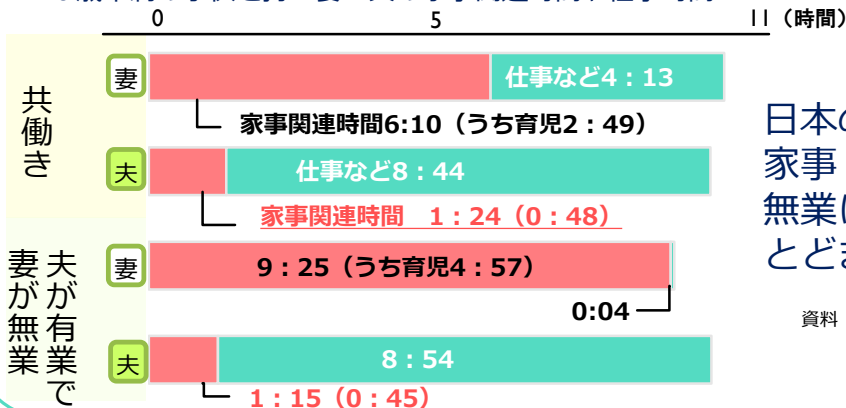 0 5 11（時間）
共働き
妻
仕事など4：13
家事関連時間6:10（うち育児2：49）
夫
仕事など8：44
家事関連時間 1：24（0：48）
夫が有業で
妻が無業
妻
9：25（うち育児4：57）
0:04
夫
8：54
1：15（0：45）
日本の
家事
無業
とど
資料